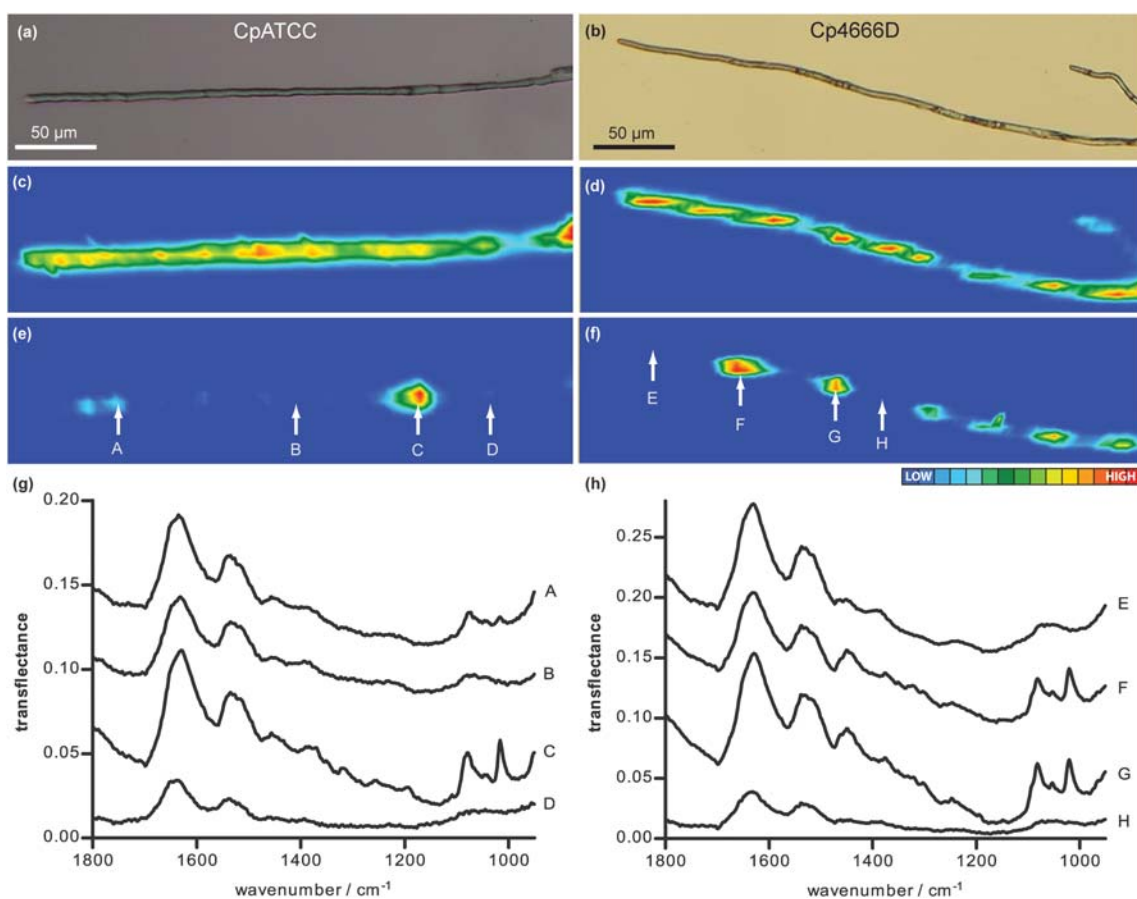 (a) CpATCC
50 µm
(b) Cp4666D
50 µm
(c)
(d)
(e)
A B C D
(f)
E F G H
LOW HIGH
(g)
0.20
0.15
0.10
0.05
0.00
transflectance
A
B
C
D
1800 1600 1400 1200 1000
wavenumber / cm⁻¹
(h)
0.25
0.20
0.15
0.10
0.05
0.00
transflectance
E
F
G
H
1800 1600 1400 1200 1000
wavenumber / cm⁻¹